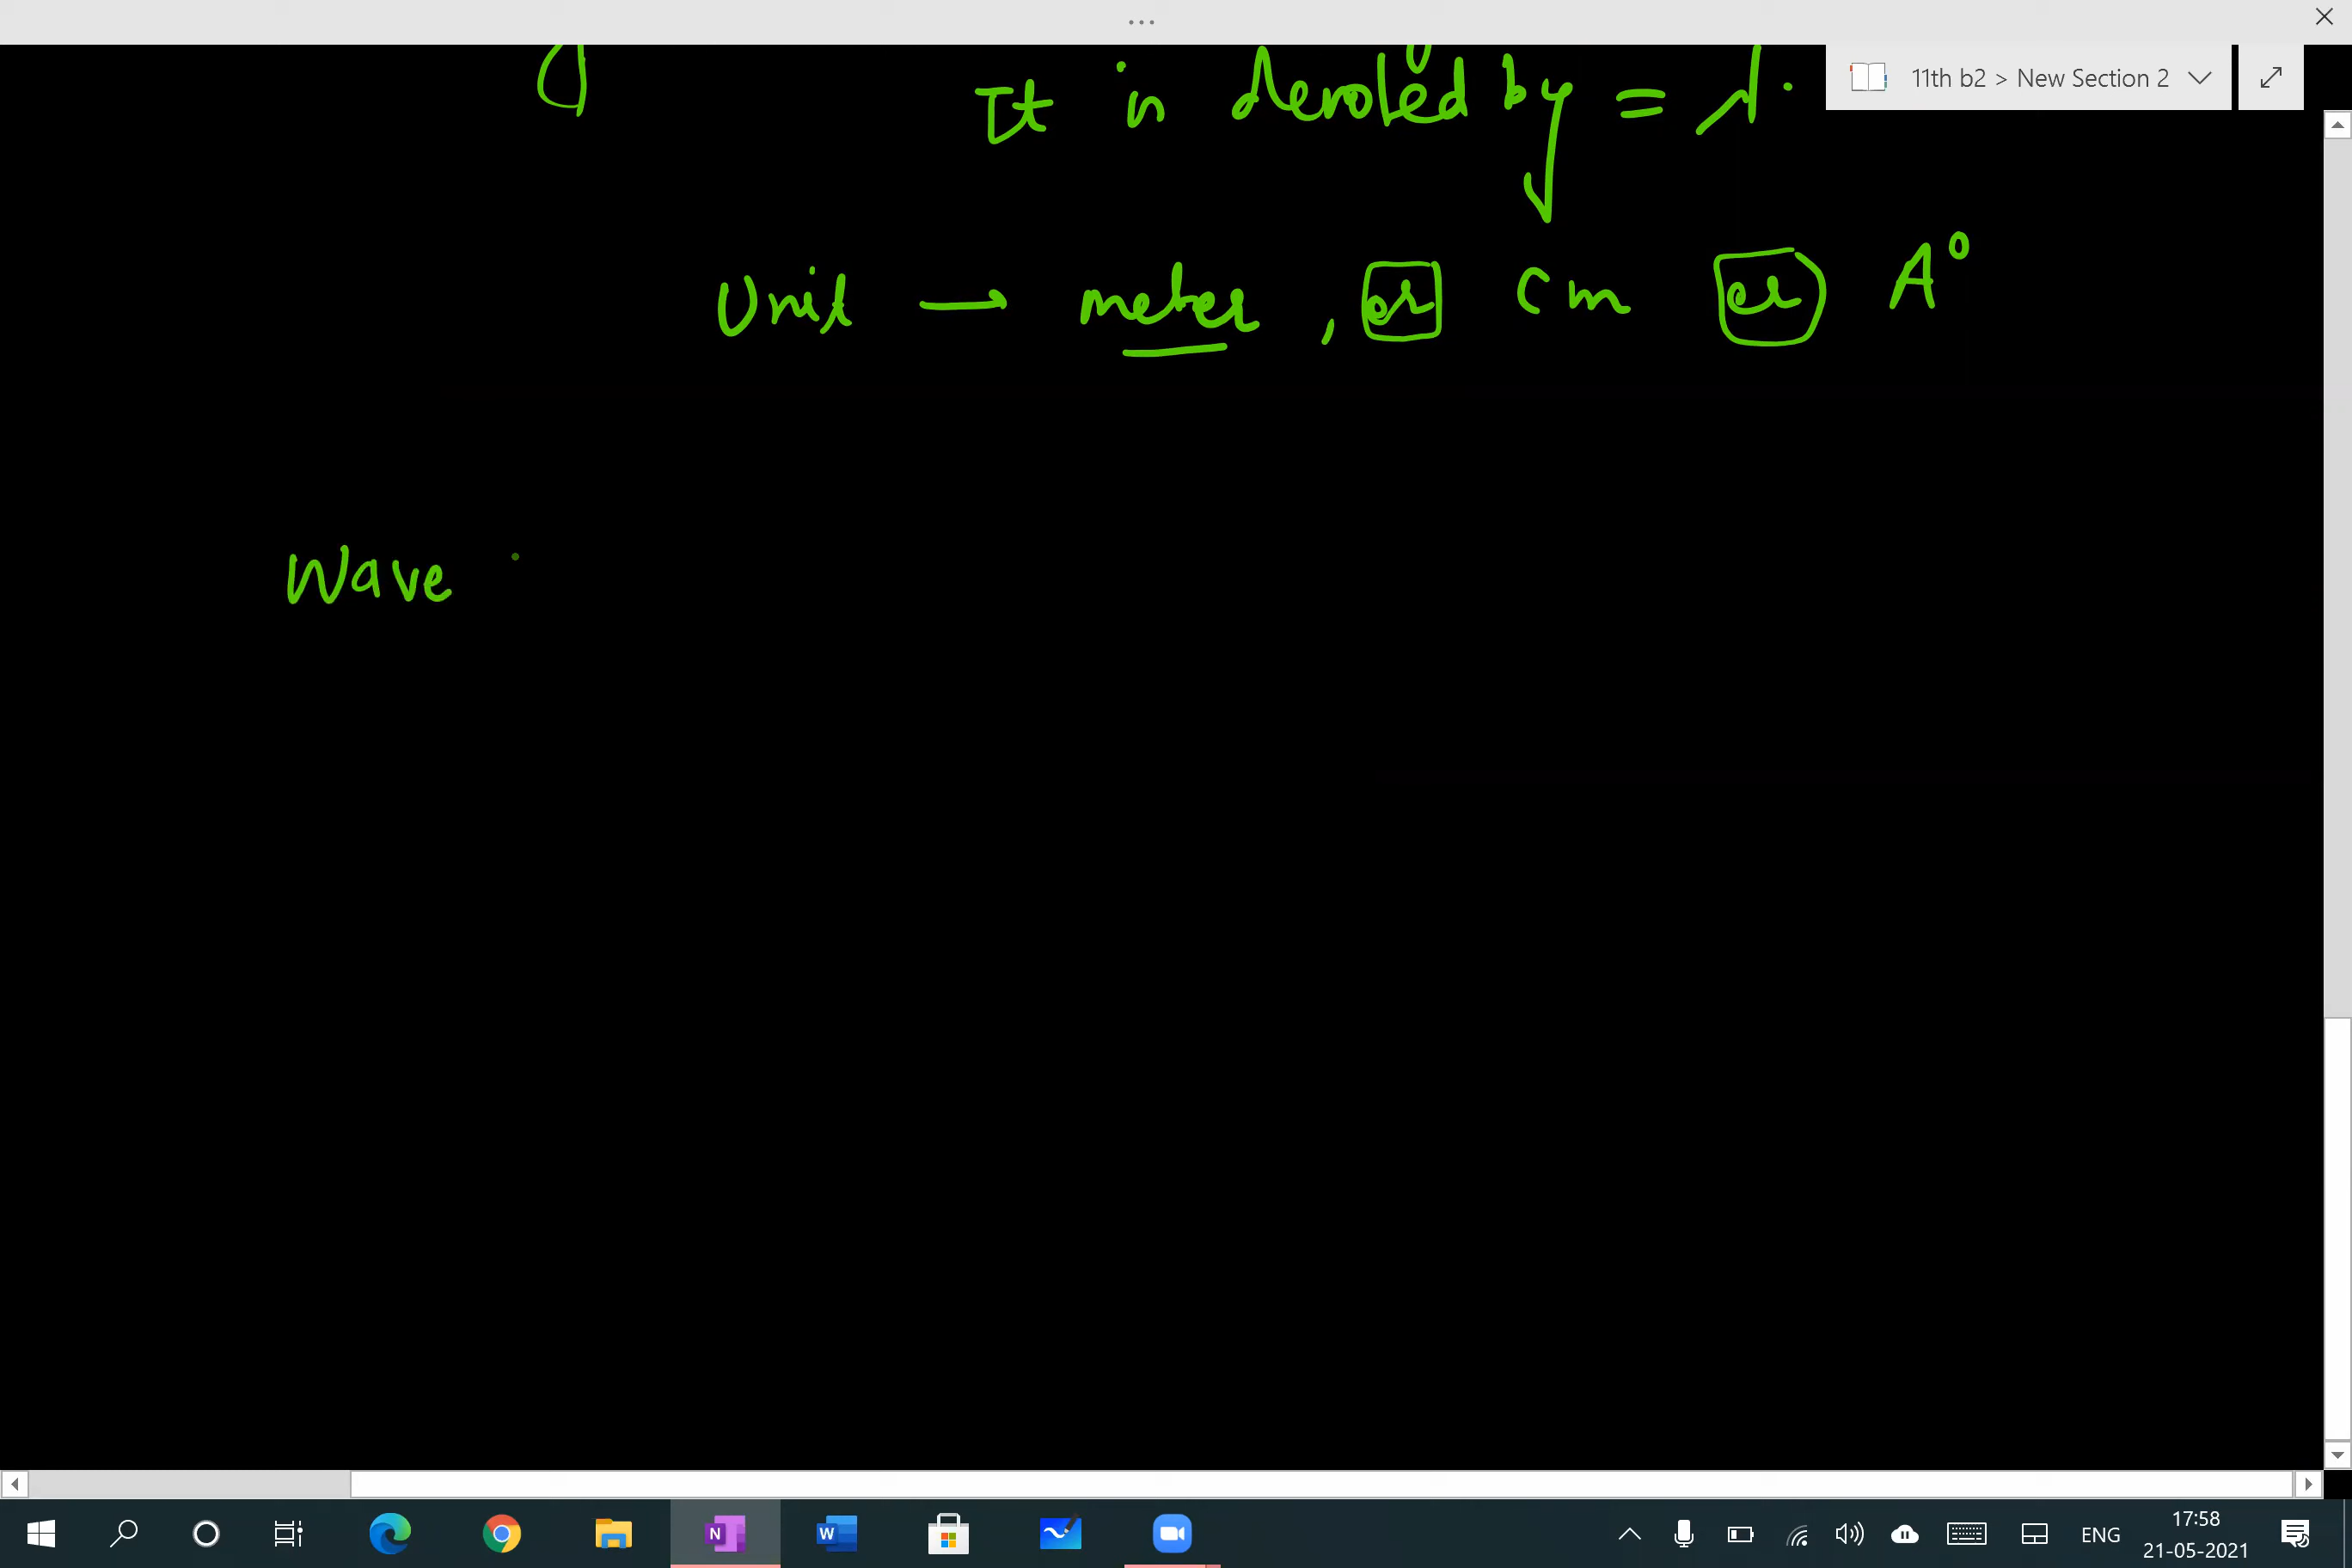 11th b2 > New Section 2
It is denoted by = λ.
Unit → meter, or cm or A°
Wave
ENG
17:58
21-05-2021